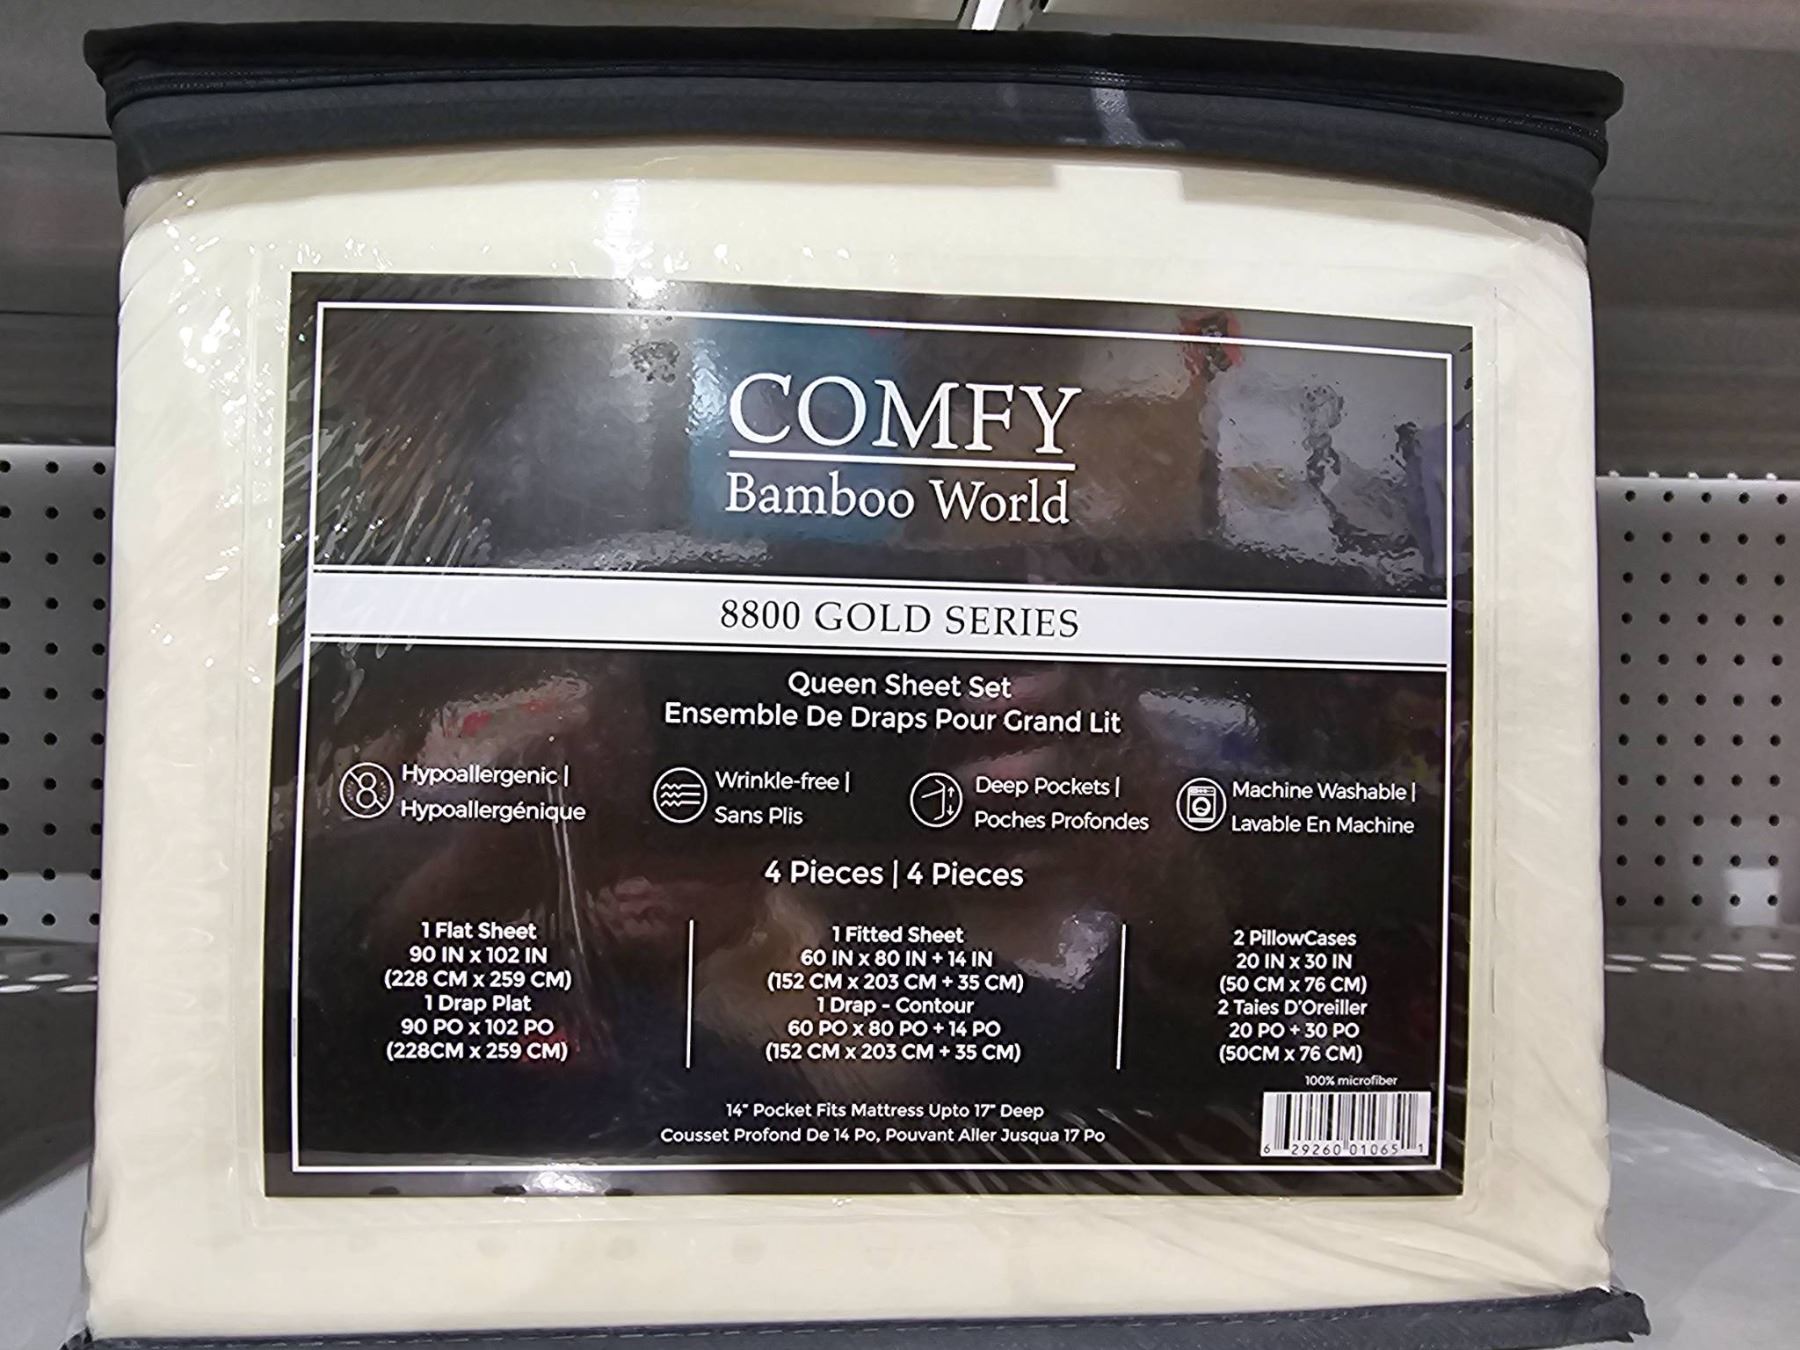 COMFY
Bamboo World
8800 GOLD SERIES
Queen Sheet Set
Ensemble De Draps Pour Grand Lit
Hypoallergenic |
Hypoallergénique
Wrinkle-free |
Sans Plis
Deep Pockets |
Poches Profondes
Machine Washable |
Lavable En Machine
4 Pieces | 4 Pieces
1 Flat Sheet
90 IN x 102 IN
(228 CM x 259 CM)
1 Drap Plat
90 PO x 102 PO
(228CM x 259 CM)
1 Fitted Sheet
60 IN x 80 IN + 14 IN
(152 CM x 203 CM + 35 CM)
1 Drap - Contour
60 PO x 80 PO + 14 PO
(152 CM x 203 CM + 35 CM)
2 PillowCases
20 IN x 30 IN
(50 CM x 76 CM)
2 Taies D'Oreiller
20 PO + 30 PO
(50CM x 76 CM)
100% microfiber
14" Pocket Fits Mattress Upto 17" Deep
Cousset Profond De 14 Po, Pouvant Aller Jusqua 17 Po
6 29260 01065 1